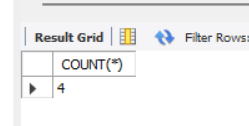 Result Grid Filter Rows:
COUNT(*)
4